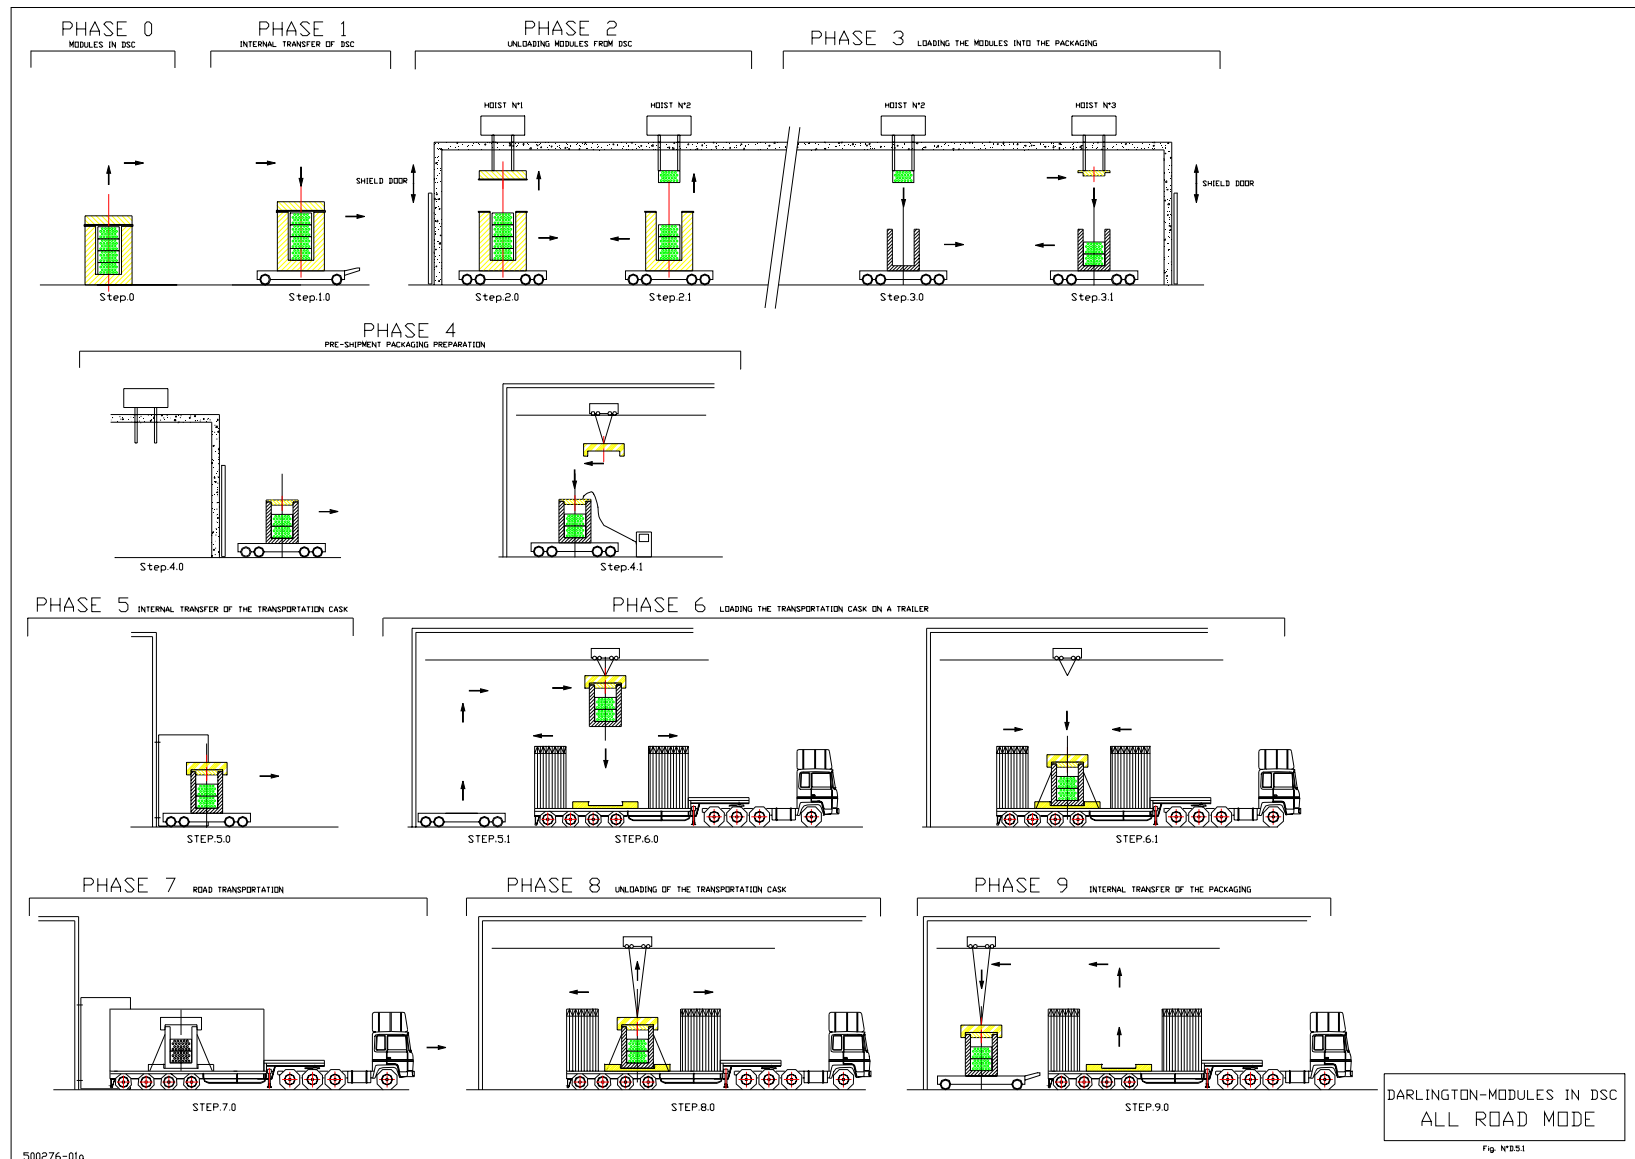 PHASE 0
MODULES IN DSC
PHASE 1
INTERNAL TRANSFER OF DSC
PHASE 2
UNLOADING MODULES FROM DSC
PHASE 3 LOADING THE MODULES INTO THE PACKAGING
HOIST N°1
HOIST N°2
HOIST N°2
HOIST N°3
SHIELD DOOR
SHIELD DOOR
Step.0
Step.1.0
Step.2.0
Step.2.1
Step.3.0
Step.3.1
PHASE 4
PRE-SHIPMENT PACKAGING PREPARATION
Step.4.0
Step.4.1
PHASE 5 INTERNAL TRANSFER OF THE TRANSPORTATION CASK
PHASE 6 LOADING THE TRANSPORTATION CASK ON A TRAILER
STEP.5.0
STEP.5.1
STEP.6.0
STEP.6.1
PHASE 7 ROAD TRANSPORTATION
PHASE 8 UNLOADING OF THE TRANSPORTATION CASK
PHASE 9 INTERNAL TRANSFER OF THE PACKAGING
STEP.7.0
STEP.8.0
STEP.9.0
DARLINGTON-MODULES IN DSC
ALL ROAD MODE
Fig. N°D.5.1
500276-01a